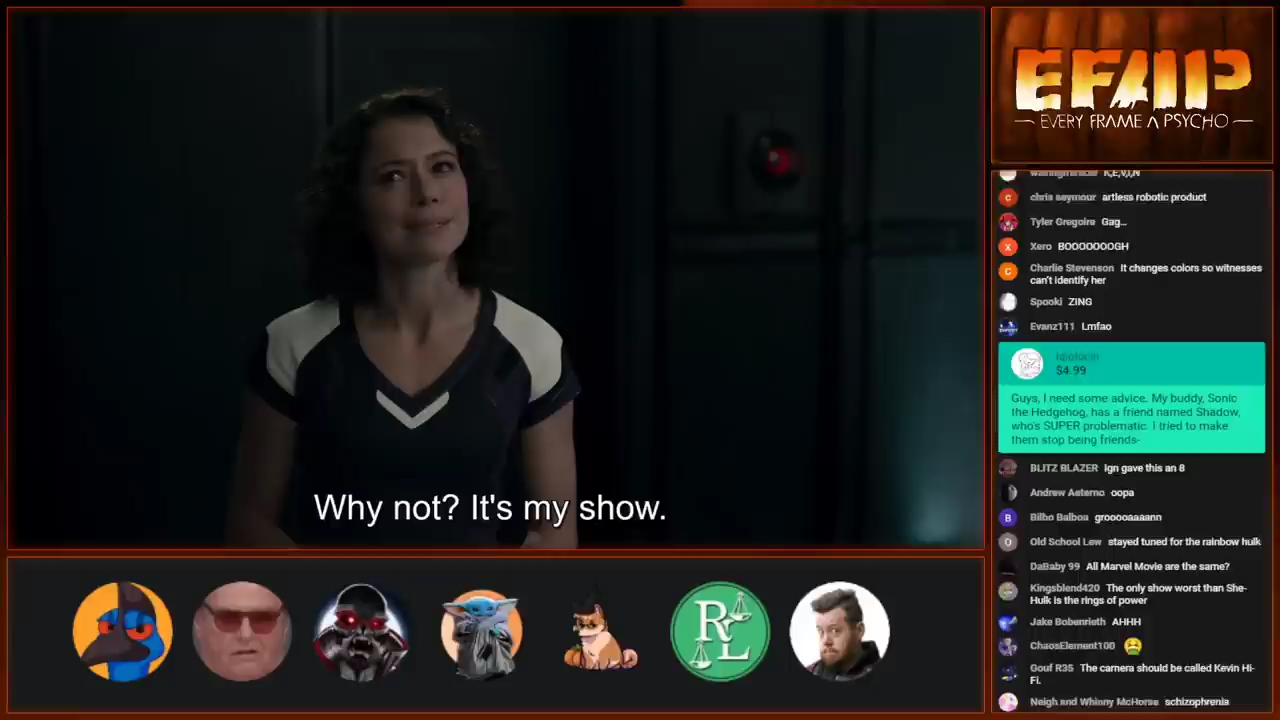 EFAP
EVERY FRAME A PSYCHO
K,E,V,I,N
chris seymour artless robotic product
Tyler Gregoire Gag...
Xero BOOOOOOOGH
Charlie Stevenson It changes colors so witnesses
can't identify her
Spooki ZING
Evanz111 Lmfao
$4.99
Guys, I need some advice. My buddy, Sonic
the Hedgehog, has a friend named Shadow,
who's SUPER problematic. I tried to make
them stop being friends-
BLITZ BLAZER Ign gave this an 8
Andrew Aeterno oopa
Bilbo Balboa grooooaaaann
Old School Lew stayed tuned for the rainbow hulk
DaBaby 99 All Marvel Movie are the same?
Kingsblend420 The only show worst than She-
Hulk is the rings of power
Jake Bobenrieth AHHH
ChaosElement100
Gouf R35 The camera should be called Kevin Hi-
Fi.
Neigh and Whinny McHorse schizophrenia
Why not? It's my show.
RL